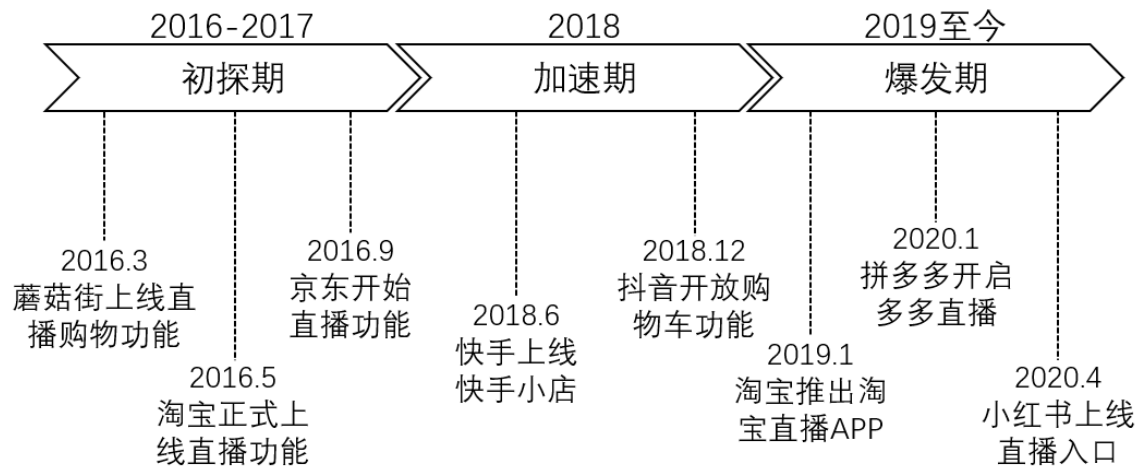 2016-2017
初探期
2018
加速期
2019至今
爆发期
2016.3
蘑菇街上线直
播购物功能
2016.5
淘宝正式上
线直播功能
2016.9
京东开始
直播功能
2018.6
快手上线
快手小店
2018.12
抖音开放购
物车功能
2019.1
淘宝推出淘
宝直播APP
2020.1
拼多多开启
多多直播
2020.4
小红书上线
直播入口